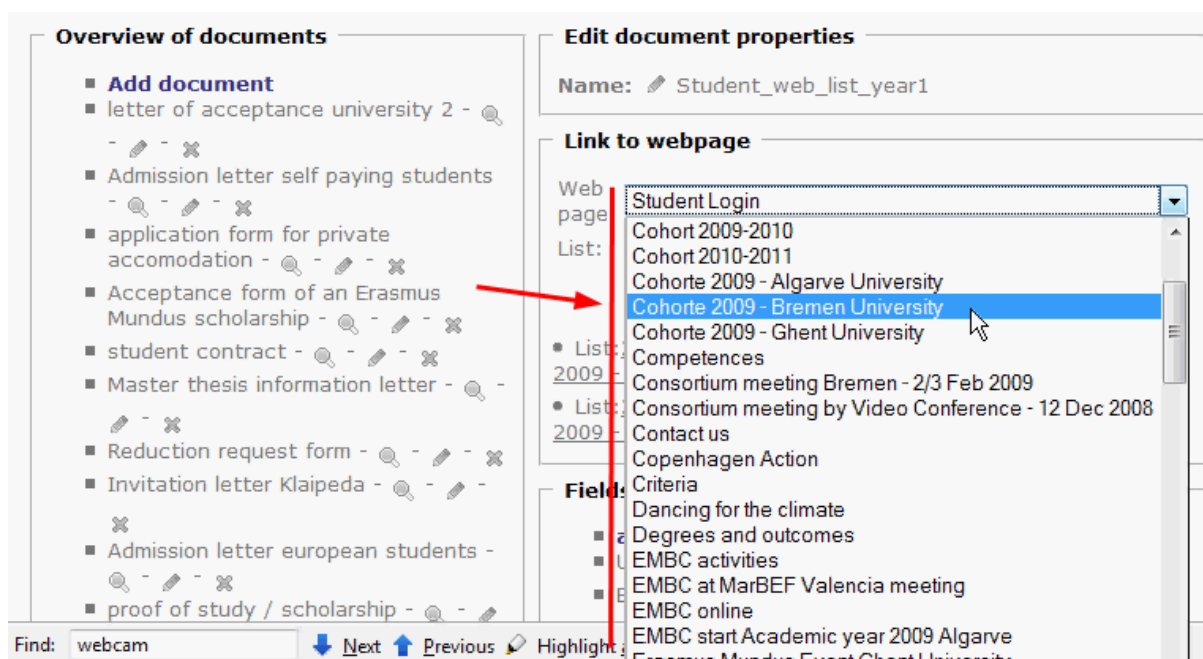 Overview of documents
Add document
letter of acceptance university 2 -
- - 
Admission letter self paying students
- - -
application form for private
accomodation - - -
Acceptance form of an Erasmus
Mundus scholarship - - -
student contract - - -
Master thesis information letter - -
-
Reduction request form - - -
Invitation letter Klaipeda - - -
Admission letter european students -
- -
proof of study / scholarship - -
Edit document properties
Name: Student_web_list_year1
Link to webpage
Web
page
List:
Student Login
Cohort 2009-2010
Cohort 2010-2011
Cohorte 2009 - Algarve University
Cohorte 2009 - Bremen University
Cohorte 2009 - Ghent University
Competences
Consortium meeting Bremen - 2/3 Feb 2009
Consortium meeting by Video Conference - 12 Dec 2008
Contact us
Copenhagen Action
Criteria
Dancing for the climate
Degrees and outcomes
EMBC activities
EMBC at MarBEF Valencia meeting
EMBC online
EMBC start Academic year 2009 Algarve
Erasmus Mundus Event Ghent University
List:
2009 -
List:
2009 -
Fields
Find: webcam Next Previous Highlight